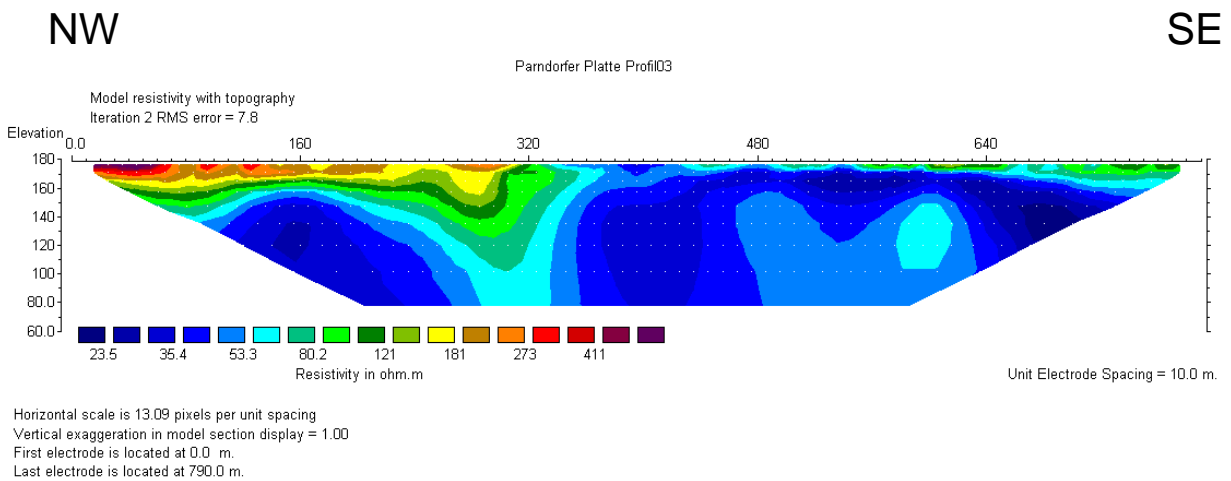 NW SE
Parndorfer Platte Profil03
Model resistivity with topography
Iteration 2 RMS error = 7.8
Elevation
0.0 160 320 480 640
180
160
140
120
100
80.0
60.0
23.5 35.4 53.3 80.2 121 181 273 411
Resistivity in ohm.m
Unit Electrode Spacing = 10.0 m.
Horizontal scale is 13.09 pixels per unit spacing
Vertical exaggeration in model section display = 1.00
First electrode is located at 0.0 m.
Last electrode is located at 790.0 m.